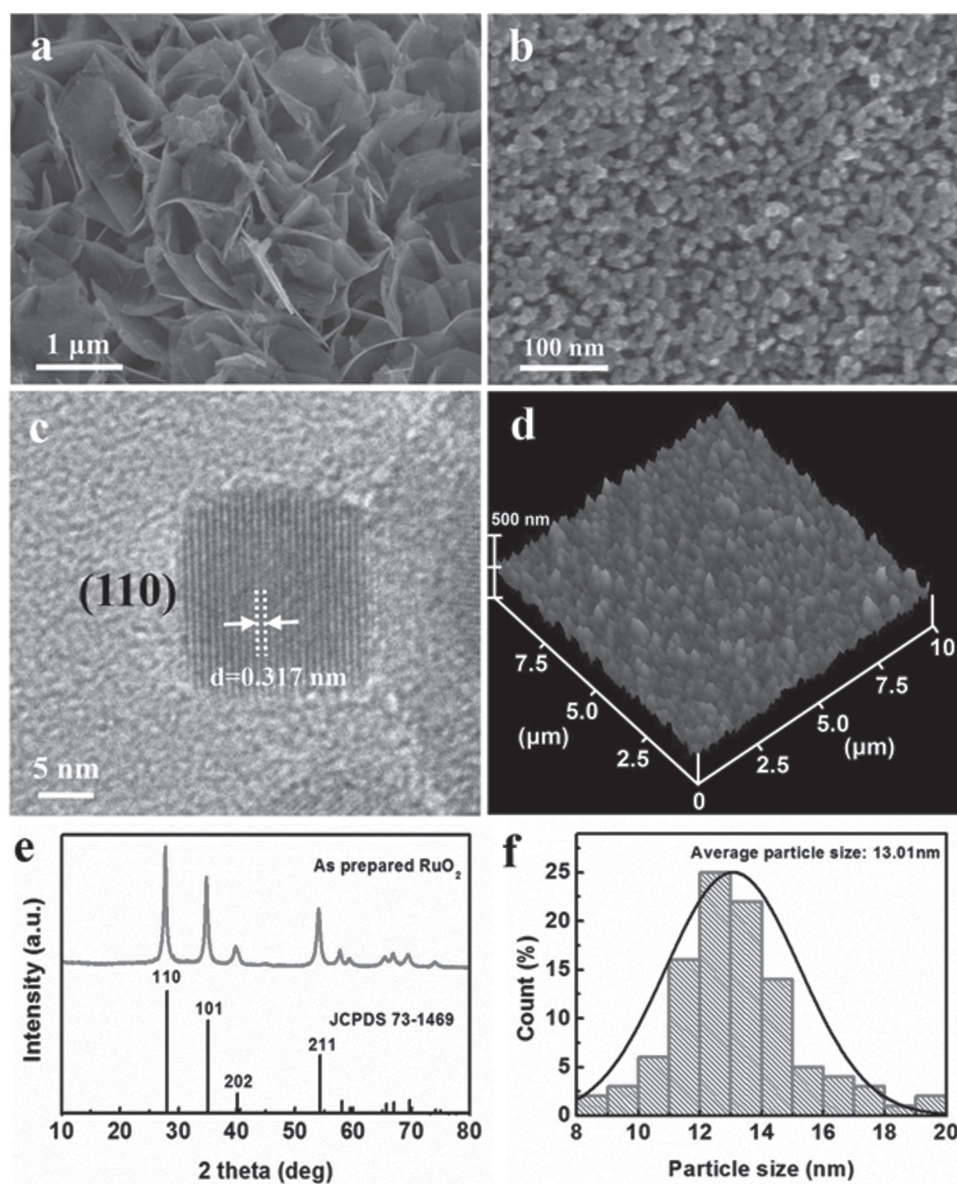 a
1 μm
b
100 nm
c
(110)
d=0.317 nm
5 nm
d
500 nm
7.5
5.0
2.5
(μm)
0
2.5
5.0
7.5
10
(μm)
e
As prepared RuO₂
110
101
202
211
JCPDS 73-1469
Intensity (a.u.)
10 20 30 40 50 60 70 80
2 theta (deg)
f
Average particle size: 13.01nm
25
20
15
10
5
0
Count (%)
8 10 12 14 16 18 20
Particle size (nm)